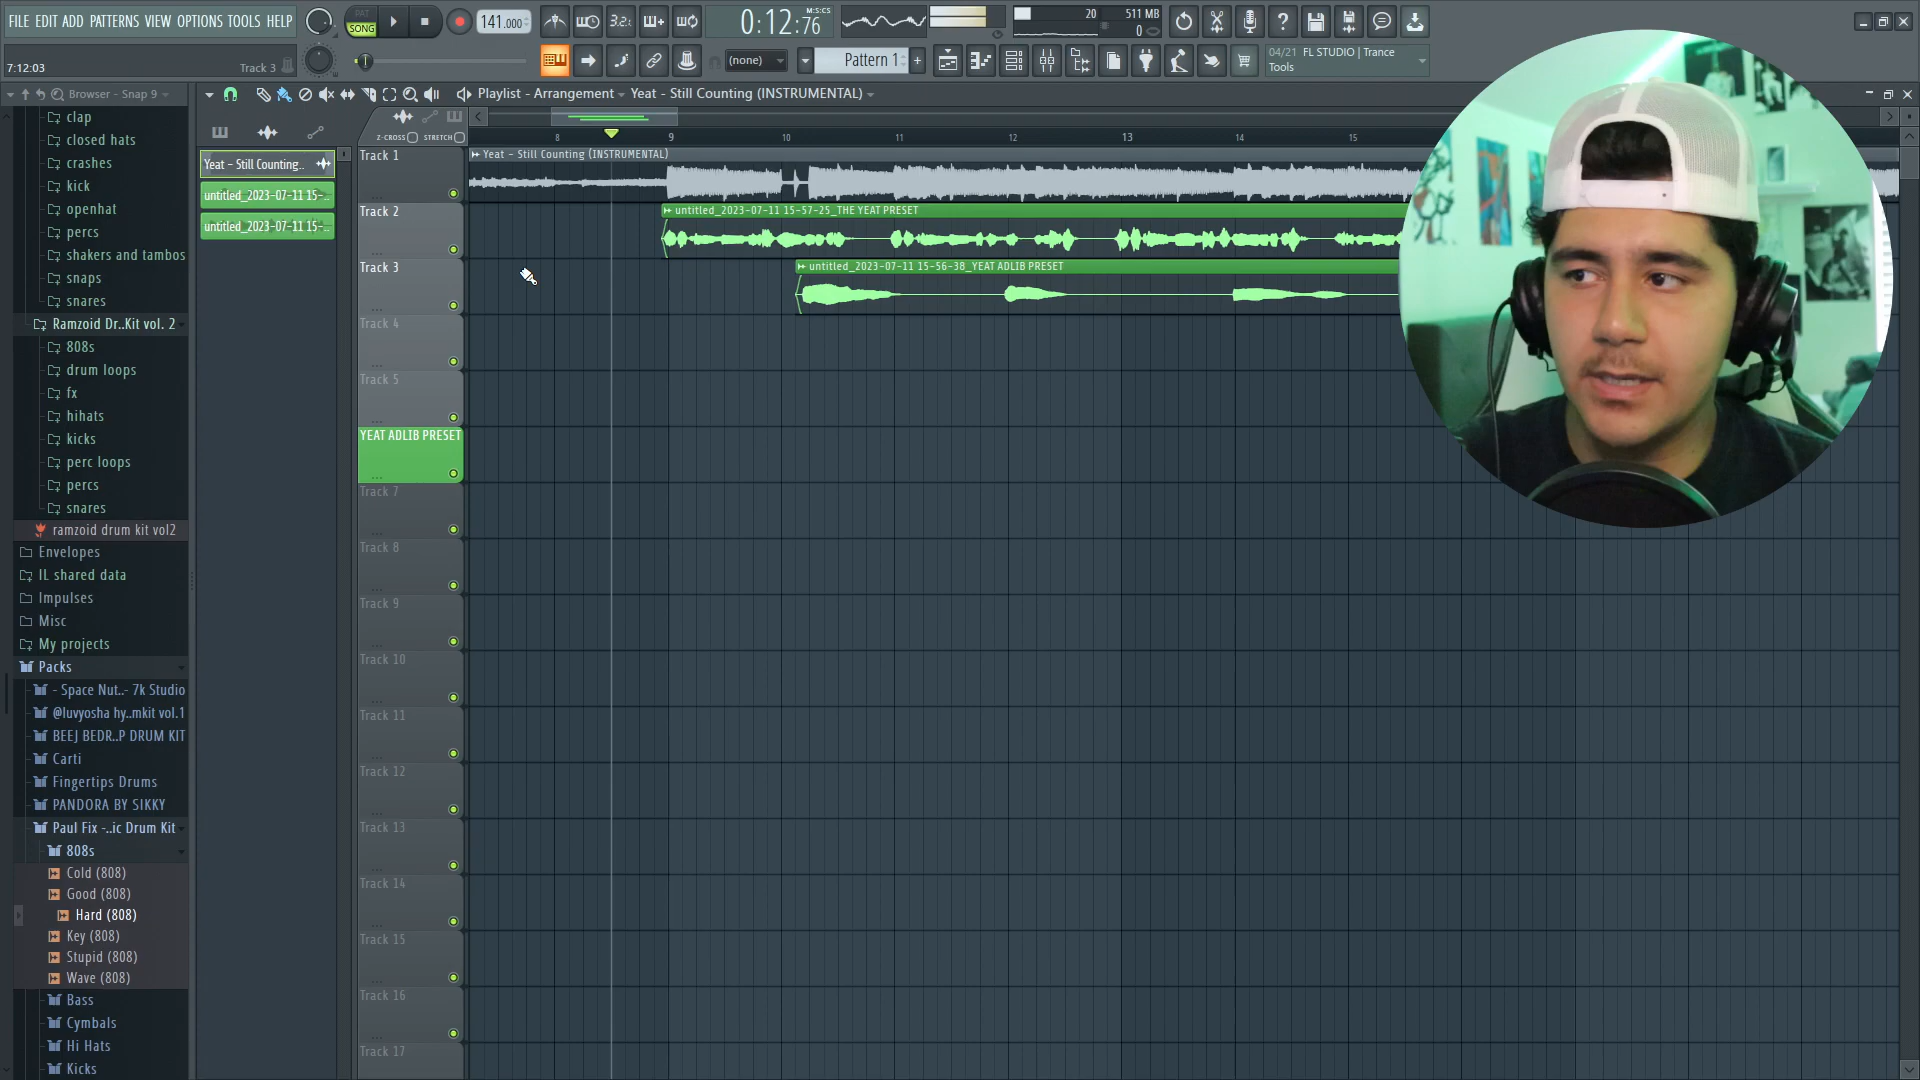 FILE EDIT ADD PATTERNS VIEW OPTIONS TOOLS HELP
PAT
SONG
141.000
3.2.
0:12:76
M:S:CS
20
511 MB
0
7:12:03
Track 3
(none)
Pattern 1
+
04/21 FL STUDIO | Trance
Tools
Browser - Snap 9
Playlist - Arrangement
Yeat - Still Counting (INSTRUMENTAL)
Z-CROSS
STRETCH
8
9
10
11
12
13
14
15
clap
closed hats
crashes
kick
openhat
percs
shakers and tambos
snaps
snares
Ramzoid Dr..Kit vol. 2
808s
drum loops
fx
hihats
kicks
perc loops
percs
snares
ramzoid drum kit vol2
Envelopes
IL shared data
Impulses
Misc
My projects
Packs
- Space Nut..- 7k Studio
@luvyosha hy..mkit vol.1
BEEJ BEDR..P DRUM KIT
Carti
Fingertips Drums
PANDORA BY SIKKY
Paul Fix -..ic Drum Kit
808s
Cold (808)
Good (808)
Hard (808)
Key (808)
Stupid (808)
Wave (808)
Bass
Cymbals
Hi Hats
Kicks
Yeat - Still Counting..
untitled_2023-07-11 15-..
untitled_2023-07-11 15-..
Track 1
Yeat - Still Counting (INSTRUMENTAL)
Track 2
untitled_2023-07-11 15-57-25_THE YEAT PRESET
Track 3
untitled_2023-07-11 15-56-38_YEAT ADLIB PRESET
Track 4
Track 5
YEAT ADLIB PRESET
Track 7
Track 8
Track 9
Track 10
Track 11
Track 12
Track 13
Track 14
Track 15
Track 16
Track 17